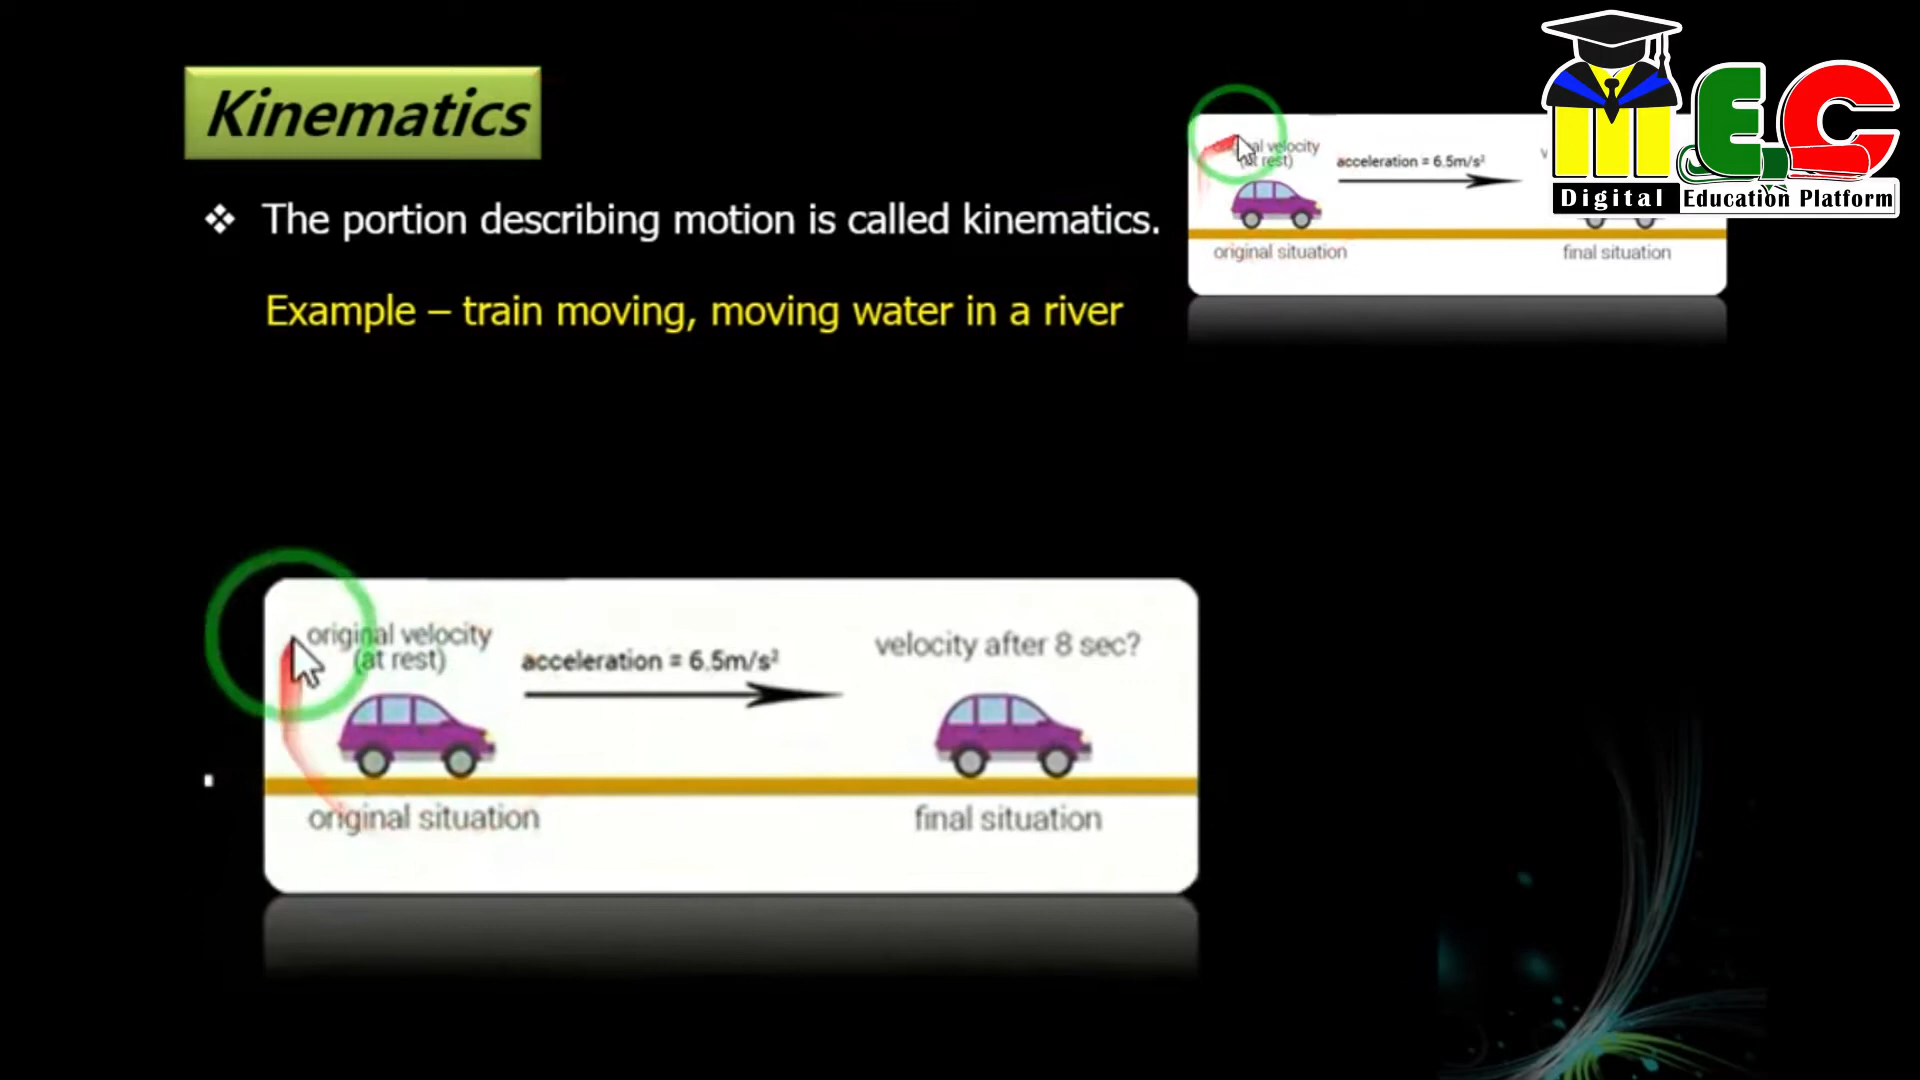 Kinematics
❖ The portion describing motion is called kinematics.
Example – train moving, moving water in a river
velocity
(at rest)
acceleration = 6.5m/s²
original situation
final situation
M.E.C
Digital Education Platform
original velocity
(at rest)
acceleration = 6.5m/s²
velocity after 8 sec?
original situation
final situation